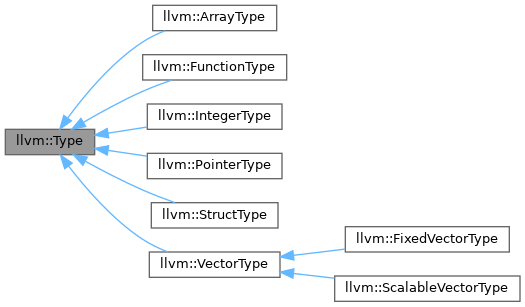 llvm::ArrayType
llvm::FunctionType
llvm::IntegerType
llvm::Type
llvm::PointerType
llvm::StructType
llvm::VectorType
llvm::FixedVectorType
llvm::ScalableVectorType